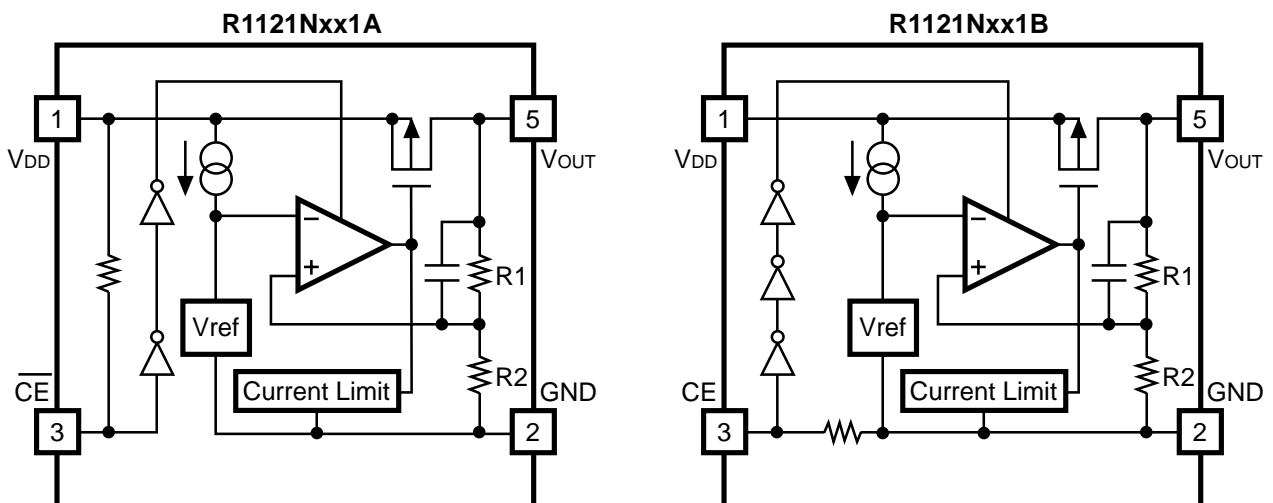 R1121Nxx1A
1
5
VDD
VOUT
−
+
R1
Vref
R2
Current Limit
C̅E̅
GND
3
2
R1121Nxx1B
1
5
VDD
VOUT
−
+
R1
Vref
R2
Current Limit
CE
GND
3
2